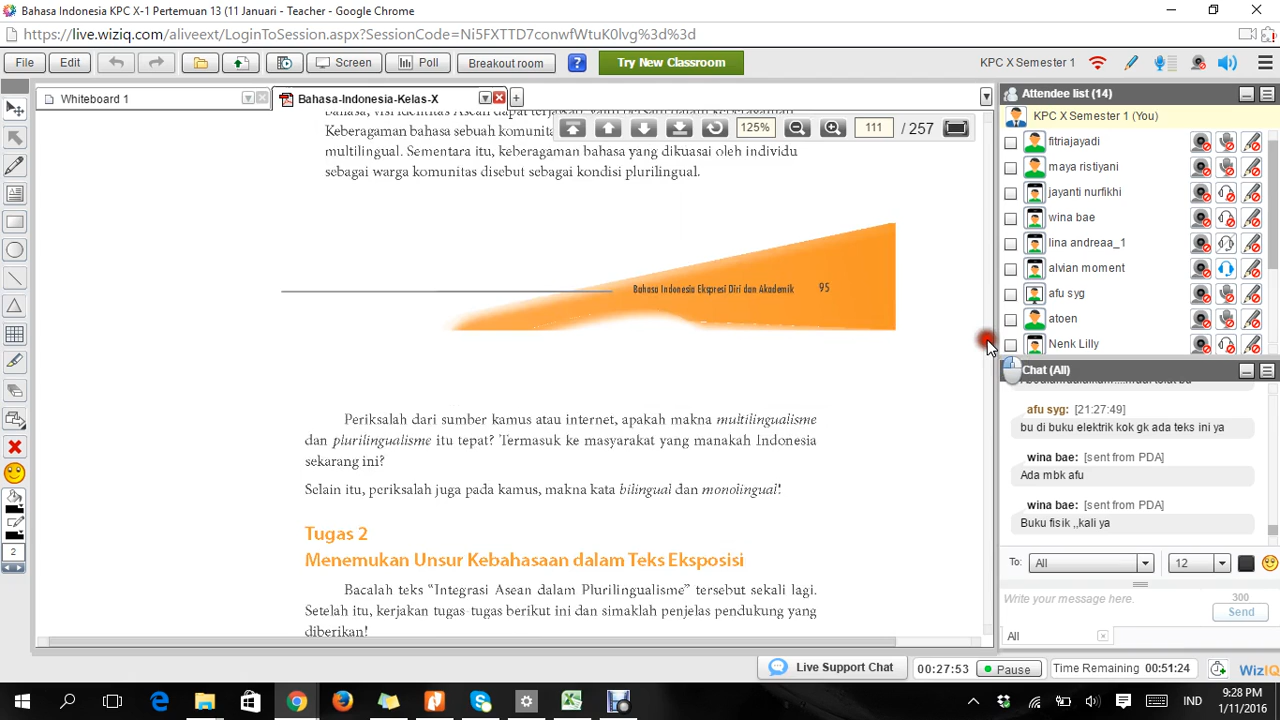 Bahasa Indonesia KPC X-1 Pertemuan 13 (11 Januari - Teacher - Google Chrome
https://live.wiziq.com/aliveext/LoginToSession.aspx?SessionCode=Ni5FXTTD7conwfWtuK0lvg%3d%3d
File Edit Screen Poll Breakout room ? Try New Classroom KPC X Semester 1
Whiteboard 1 Bahasa-Indonesia-Kelas-X
125% 111 / 257
Keberagaman bahasa sebuah
multilingual. Sementara itu, keberagaman bahasa yang dikuasai oleh individu
sebagai warga komunitas disebut sebagai kondisi plurilingual.
Bahasa Indonesia Ekspresi Diri dan Akademik 95
Periksalah dari sumber kamus atau internet, apakah makna multilingualisme
dan plurilingualisme itu tepat? Termasuk ke masyarakat yang manakah Indonesia
sekarang ini?
Selain itu, periksalah juga pada kamus, makna kata bilingual dan monolingual!
Tugas 2
Menemukan Unsur Kebahasaan dalam Teks Eksposisi
Bacalah teks “Integrasi Asean dalam Plurilingualisme” tersebut sekali lagi.
Setelah itu, kerjakan tugas-tugas berikut ini dan simaklah penjelas pendukung yang
diberikan!
2
Attendee list (14)
KPC X Semester 1 (You)
fitriajayadi
maya ristiyani
jayanti nurfikhi
wina bae
lina andreaa_1
alvian moment
afu syg
atoen
Nenk Lilly
Chat (All)
afu syg: [21:27:49]
bu di buku elektrik kok gk ada teks ini ya
wina bae: [sent from PDA]
Ada mbk afu
wina bae: [sent from PDA]
Buku fisik ,,kali ya
To: All 12
Write your message here. 300
Send
All
Live Support Chat 00:27:53 Pause Time Remaining 00:51:24 WizIQ
IND 9:28 PM
1/11/2016